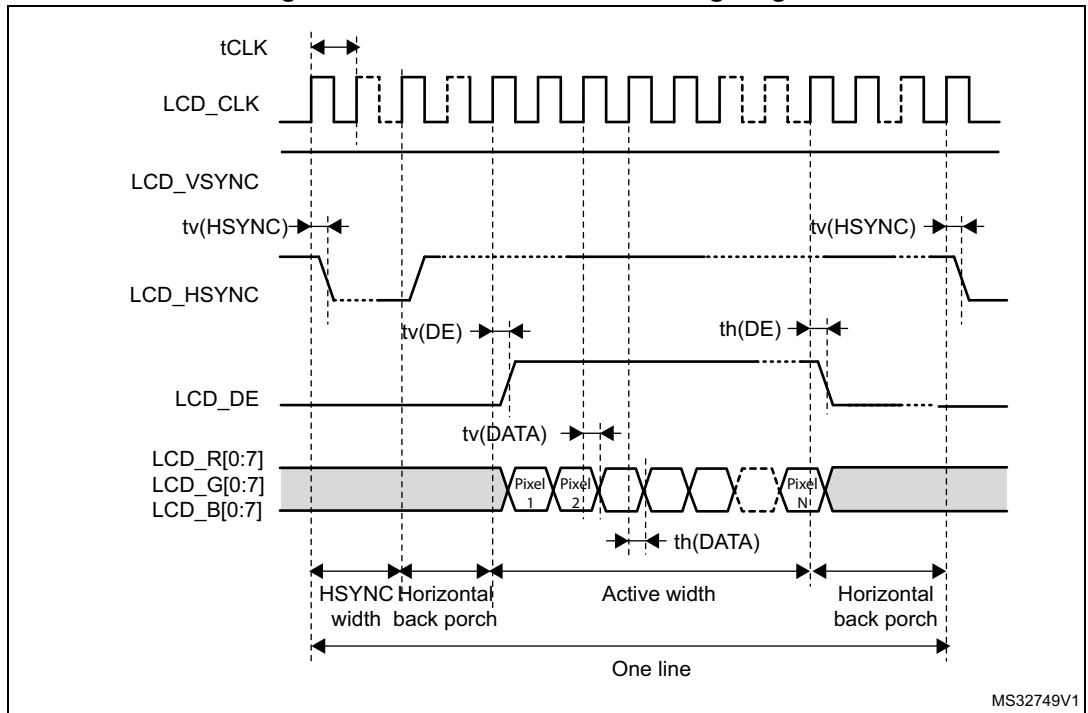 tCLK
LCD_CLK
LCD_VSYNC
tv(HSYNC)
tv(HSYNC)
LCD_HSYNC
tv(DE)
th(DE)
LCD_DE
tv(DATA)
LCD_R[0:7]
LCD_G[0:7]
LCD_B[0:7]
Pixel
1
Pixel
2
Pixel
N
th(DATA)
HSYNC
width
Horizontal
back porch
Active width
Horizontal
back porch
One line
MS32749V1